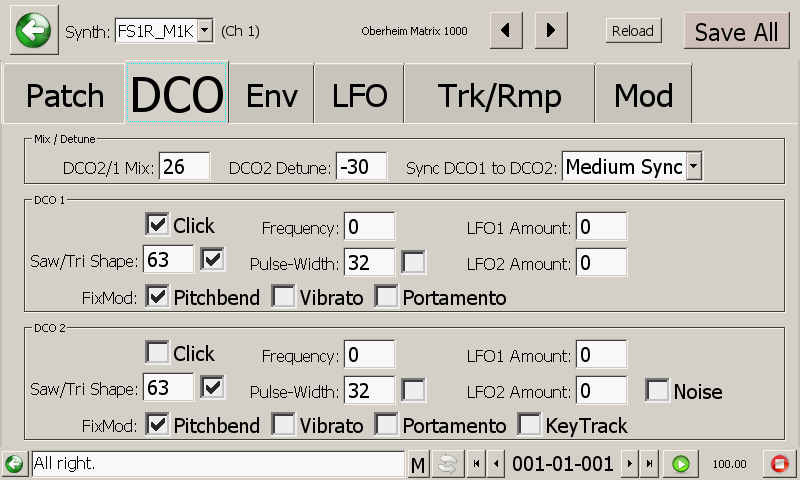 Synth: FS1R_M1K (Ch 1) Oberheim Matrix 1000 Reload Save All
Patch DCO Env LFO Trk/Rmp Mod
Mix / Detune
DCO2/1 Mix: 26 DCO2 Detune: -30 Sync DCO1 to DCO2: Medium Sync
DCO 1
Click Frequency: 0 LFO1 Amount: 0
Saw/Tri Shape: 63 Pulse-Width: 32 LFO2 Amount: 0
FixMod: Pitchbend Vibrato Portamento
DCO 2
Click Frequency: 0 LFO1 Amount: 0
Saw/Tri Shape: 63 Pulse-Width: 32 LFO2 Amount: 0 Noise
FixMod: Pitchbend Vibrato Portamento KeyTrack
All right. M 001-01-001 100.00